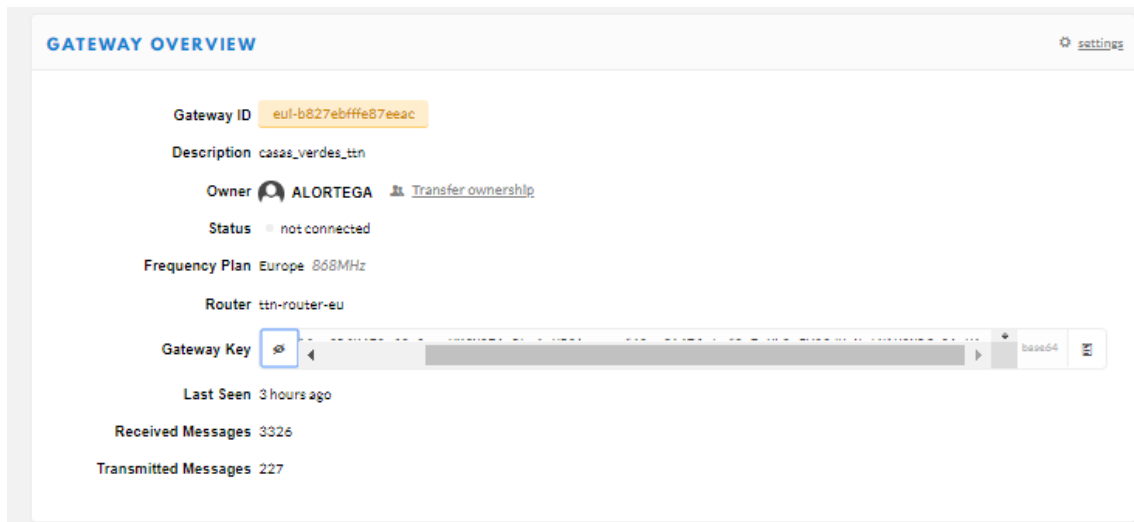 GATEWAY OVERVIEW
settings
Gateway ID eui-b827ebfffe87eeac
Description casas_verdes_ttn
Owner ALORTEGA Transfer ownership
Status not connected
Frequency Plan Europe 868MHz
Router ttn-router-eu
Gateway Key base64
Last Seen 3 hours ago
Received Messages 3326
Transmitted Messages 227